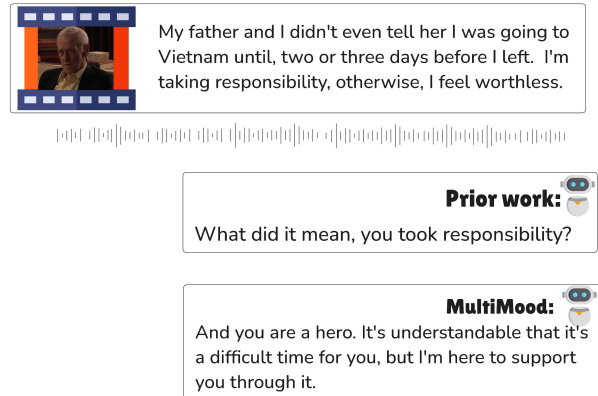 My father and I didn't even tell her I was going to
Vietnam until, two or three days before I left. I'm
taking responsibility, otherwise, I feel worthless.
Prior work:
What did it mean, you took responsibility?
MultiMood:
And you are a hero. It's understandable that it's
a difficult time for you, but I'm here to support
you through it.